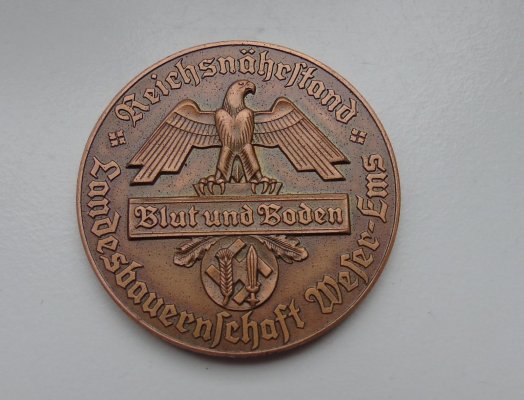 Reichsnährstand
Blut und Boden
Landesbauernschaft Weser-Ems